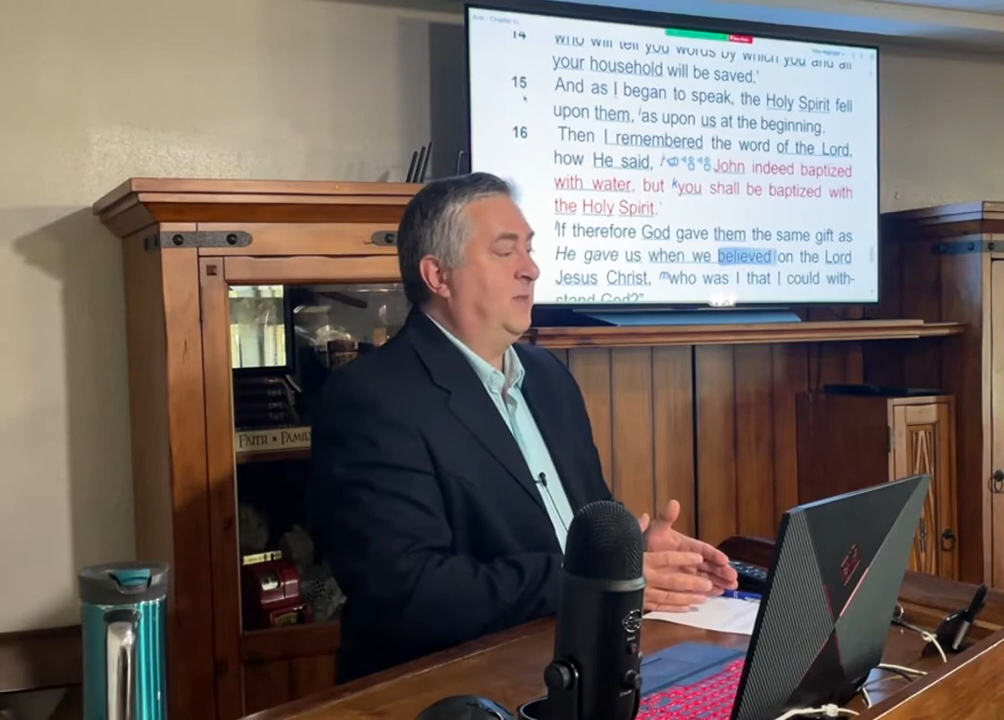 14 who will tell you words by which you and all
your household will be saved.'
15 And as I began to speak, the Holy Spirit fell
upon them, ˡas upon us at the beginning.
16 Then I remembered the word of the Lord,
how He said, John indeed baptized
with water, but ᵏyou shall be baptized with
the Holy Spirit.'
If therefore God gave them the same gift as
He gave us when we believed on the Lord
Jesus Christ, ᵐwho was I that I could with-
stand God?"
FAITH • FAMIL